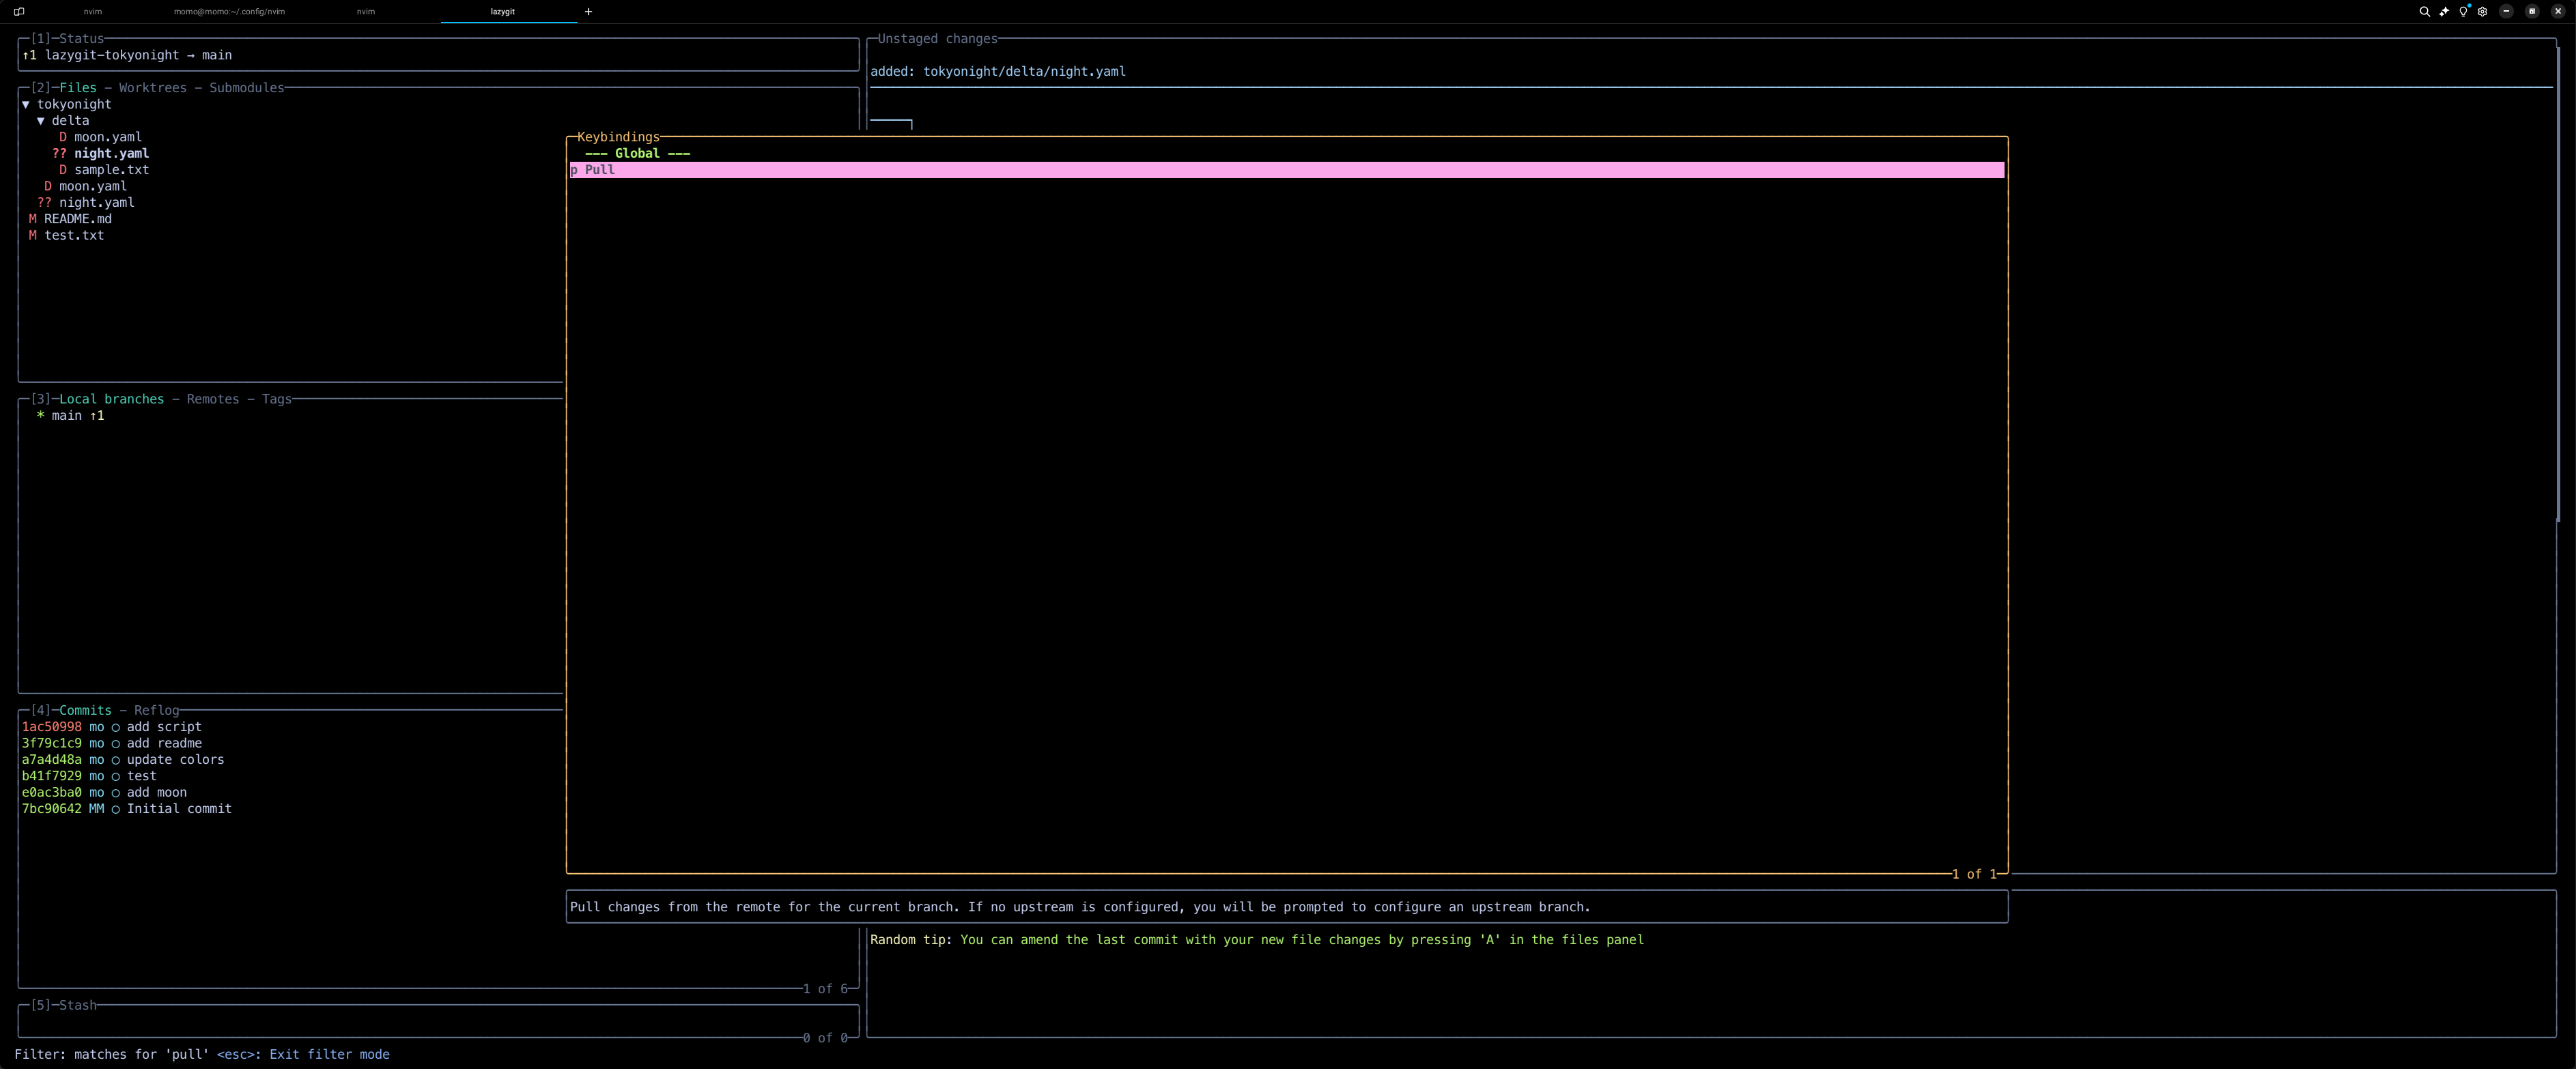 nvim momo@momo:~/.config/nvim nvim lazygit +
[1]─Status
↑1 lazygit-tokyonight → main
[2]─Files - Worktrees - Submodules
▼ tokyonight
▼ delta
D moon.yaml
?? night.yaml
D sample.txt
D moon.yaml
?? night.yaml
M README.md
M test.txt
[3]─Local branches - Remotes - Tags
* main ↑1
[4]─Commits - Reflog
1ac50998 mo ○ add script
3f79c1c9 mo ○ add readme
a7a4d48a mo ○ update colors
b41f7929 mo ○ test
e0ac3ba0 mo ○ add moon
7bc90642 MM ○ Initial commit
1 of 6
[5]─Stash
0 of 0
Unstaged changes
added: tokyonight/delta/night.yaml
Keybindings
--- Global ---
p Pull
1 of 1
Pull changes from the remote for the current branch. If no upstream is configured, you will be prompted to configure an upstream branch.
Random tip: You can amend the last commit with your new file changes by pressing 'A' in the files panel
Filter: matches for 'pull' <esc>: Exit filter mode